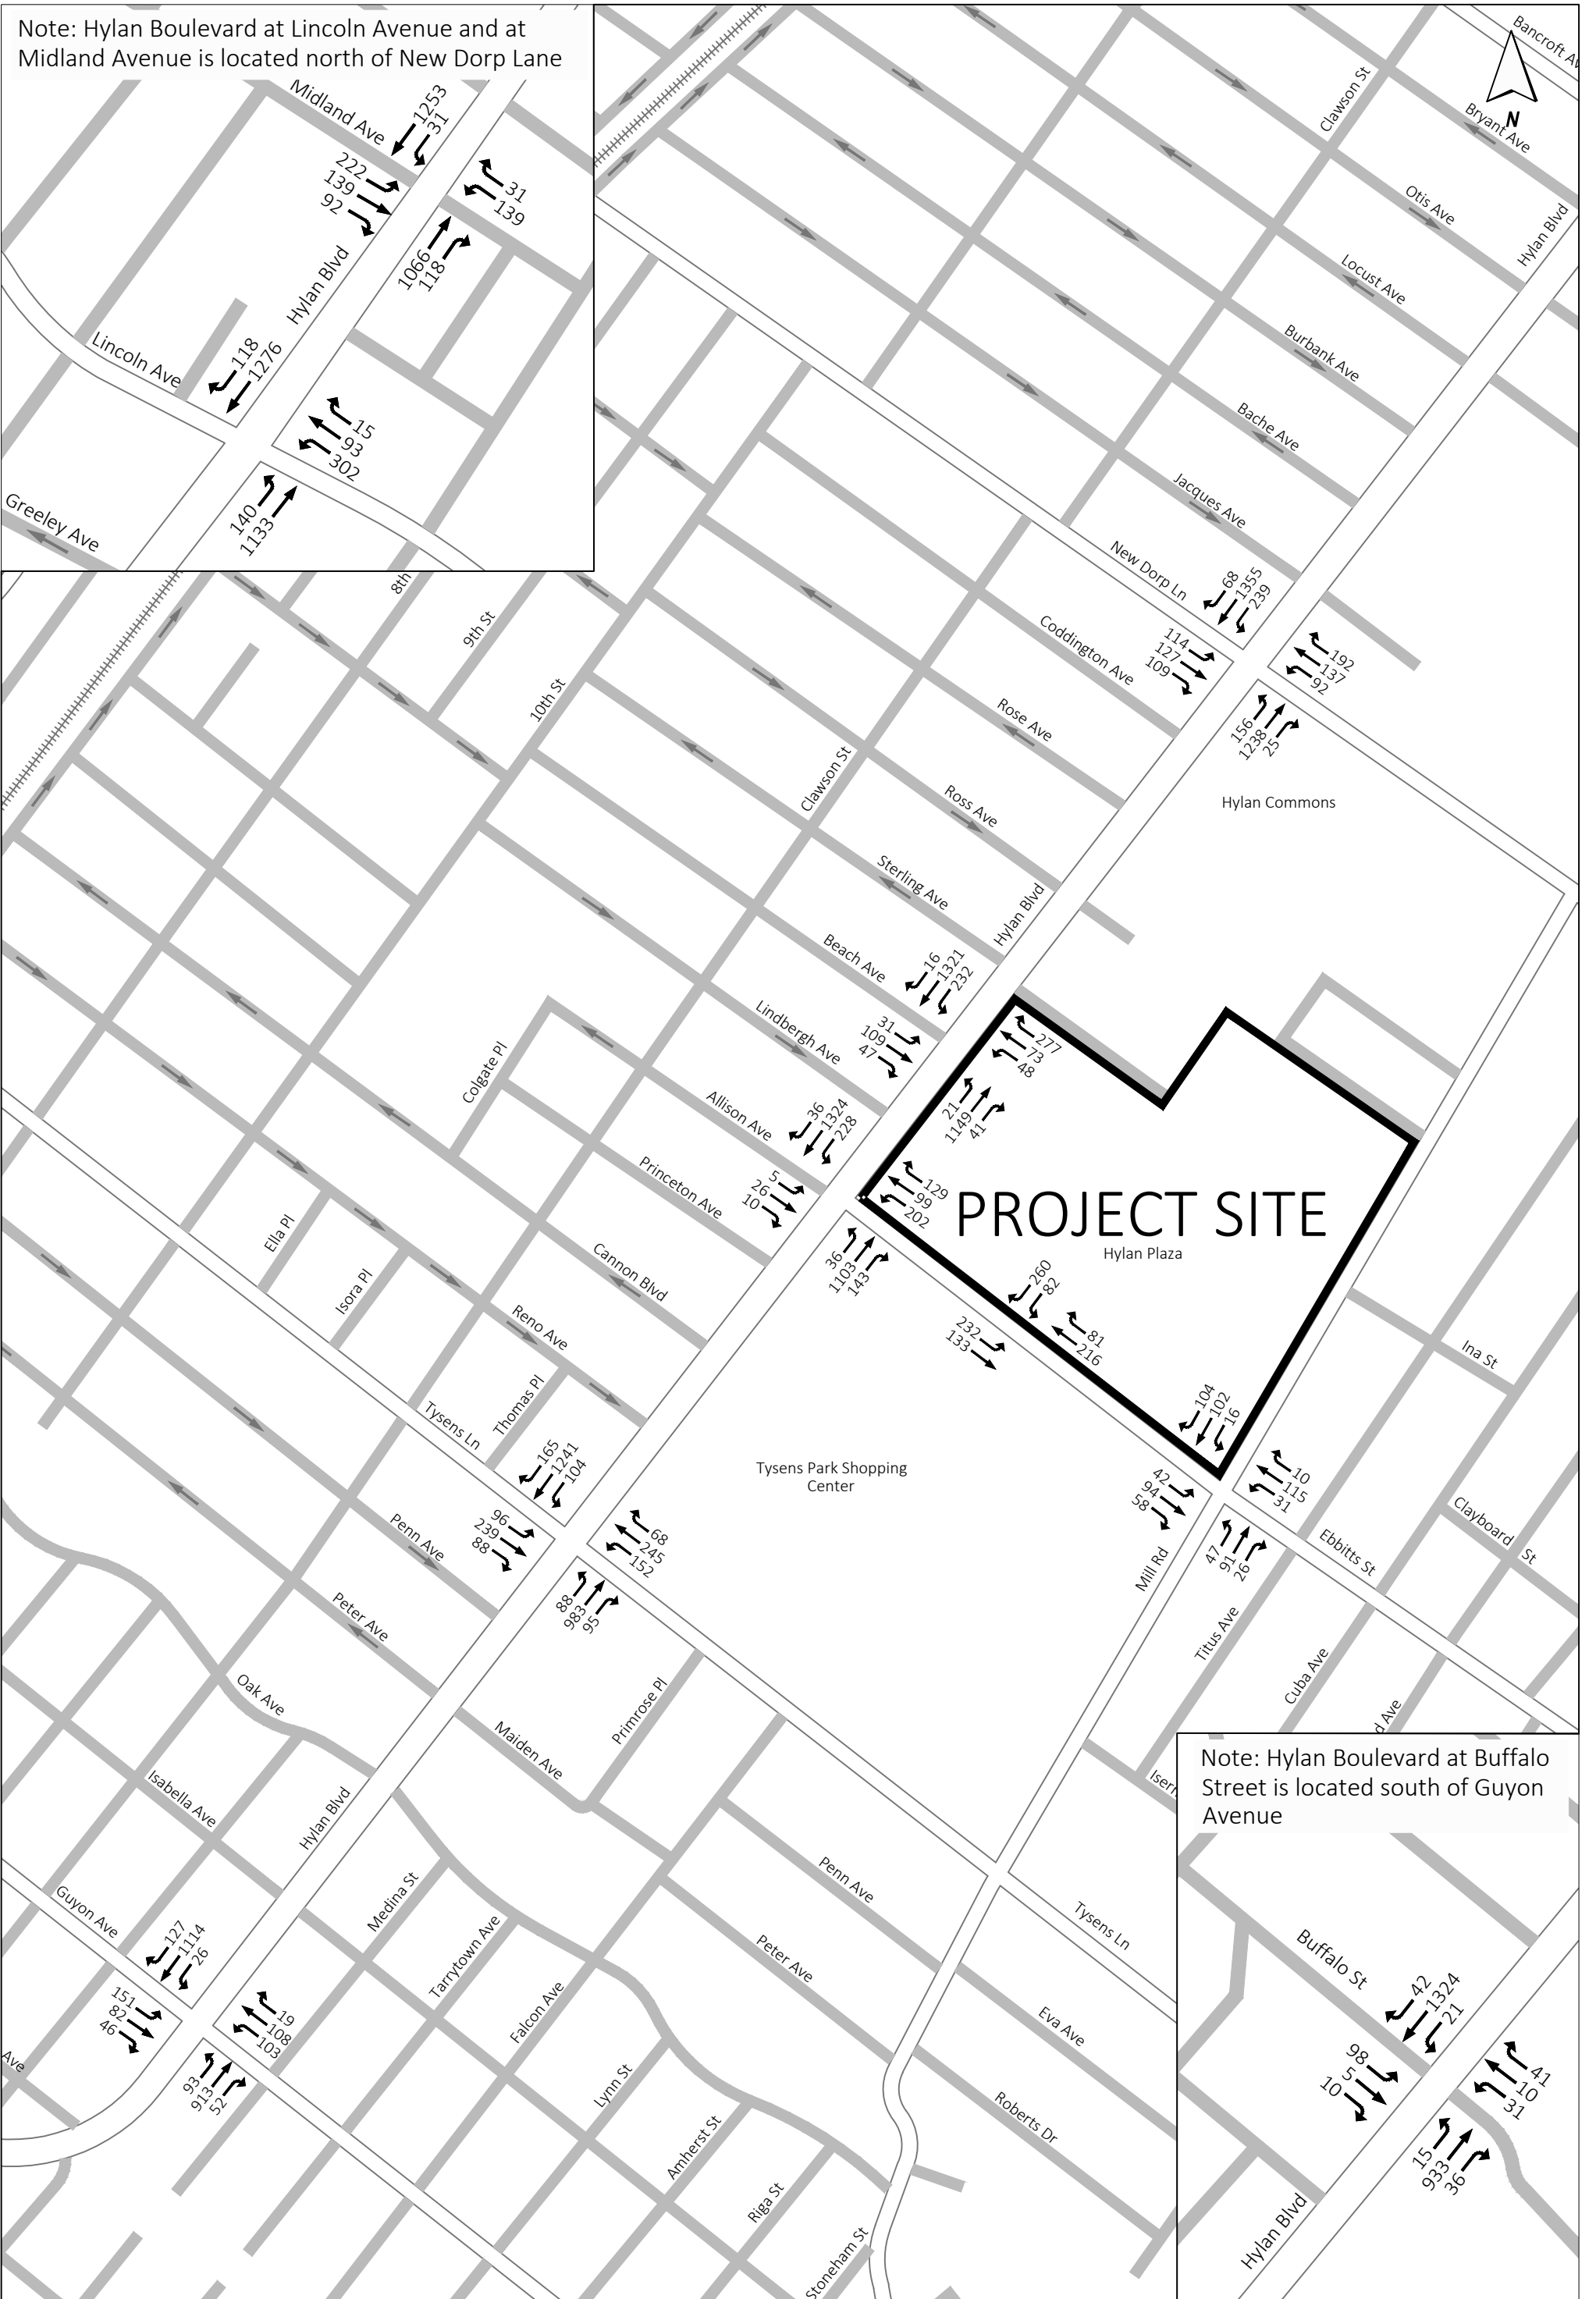 Note: Hylan Boulevard at Lincoln Avenue and at
Midland Avenue is located north of New Dorp Lane
Midland Ave
1253
31
222
139
92
31
139
1066
118
Hylan Blvd
Lincoln Ave
118
1276
15
93
302
140
1133
Greeley Ave
Bancroft Av
N
Clawson St
Bryant Ave
Otis Ave
Hylan Blvd
Locust Ave
Burbank Ave
Bache Ave
Jacques Ave
New Dorp Ln
68
1355
239
114
127
109
192
137
92
156
1238
25
8th
9th St
10th St
Coddington Ave
Rose Ave
Clawson St
Ross Ave
Hylan Commons
Sterling Ave
Hylan Blvd
Beach Ave
16
1321
232
31
109
47
277
73
48
21
1149
41
Lindbergh Ave
Colgate Pl
Allison Ave
36
1324
228
5
26
10
129
99
202
36
1103
143
PROJECT SITE
Hylan Plaza
Princeton Ave
Ella Pl
Isora Pl
Cannon Blvd
Reno Ave
260
82
232
133
81
216
Ina St
Thomas Pl
Tysens Ln
165
1241
104
96
239
88
68
245
152
88
983
95
Tysens Park Shopping
Center
104
102
16
42
94
58
10
115
31
47
91
26
Clayboard St
Ebbitts St
Mill Rd
Titus Ave
Cuba Ave
d Ave
Penn Ave
Peter Ave
Oak Ave
Primrose Pl
Maiden Ave
Isabella Ave
Hylan Blvd
Isern
Guyon Ave
127
1114
26
151
82
46
19
108
103
93
913
52
Ave
Medina St
Tarrytown Ave
Falcon Ave
Penn Ave
Peter Ave
Tysens Ln
Eva Ave
Roberts Dr
Lynn St
Amherst St
Riga St
Stoneham St
Note: Hylan Boulevard at Buffalo
Street is located south of Guyon
Avenue
Buffalo St
42
1324
21
98
5
10
41
10
31
15
933
36
Hylan Blvd